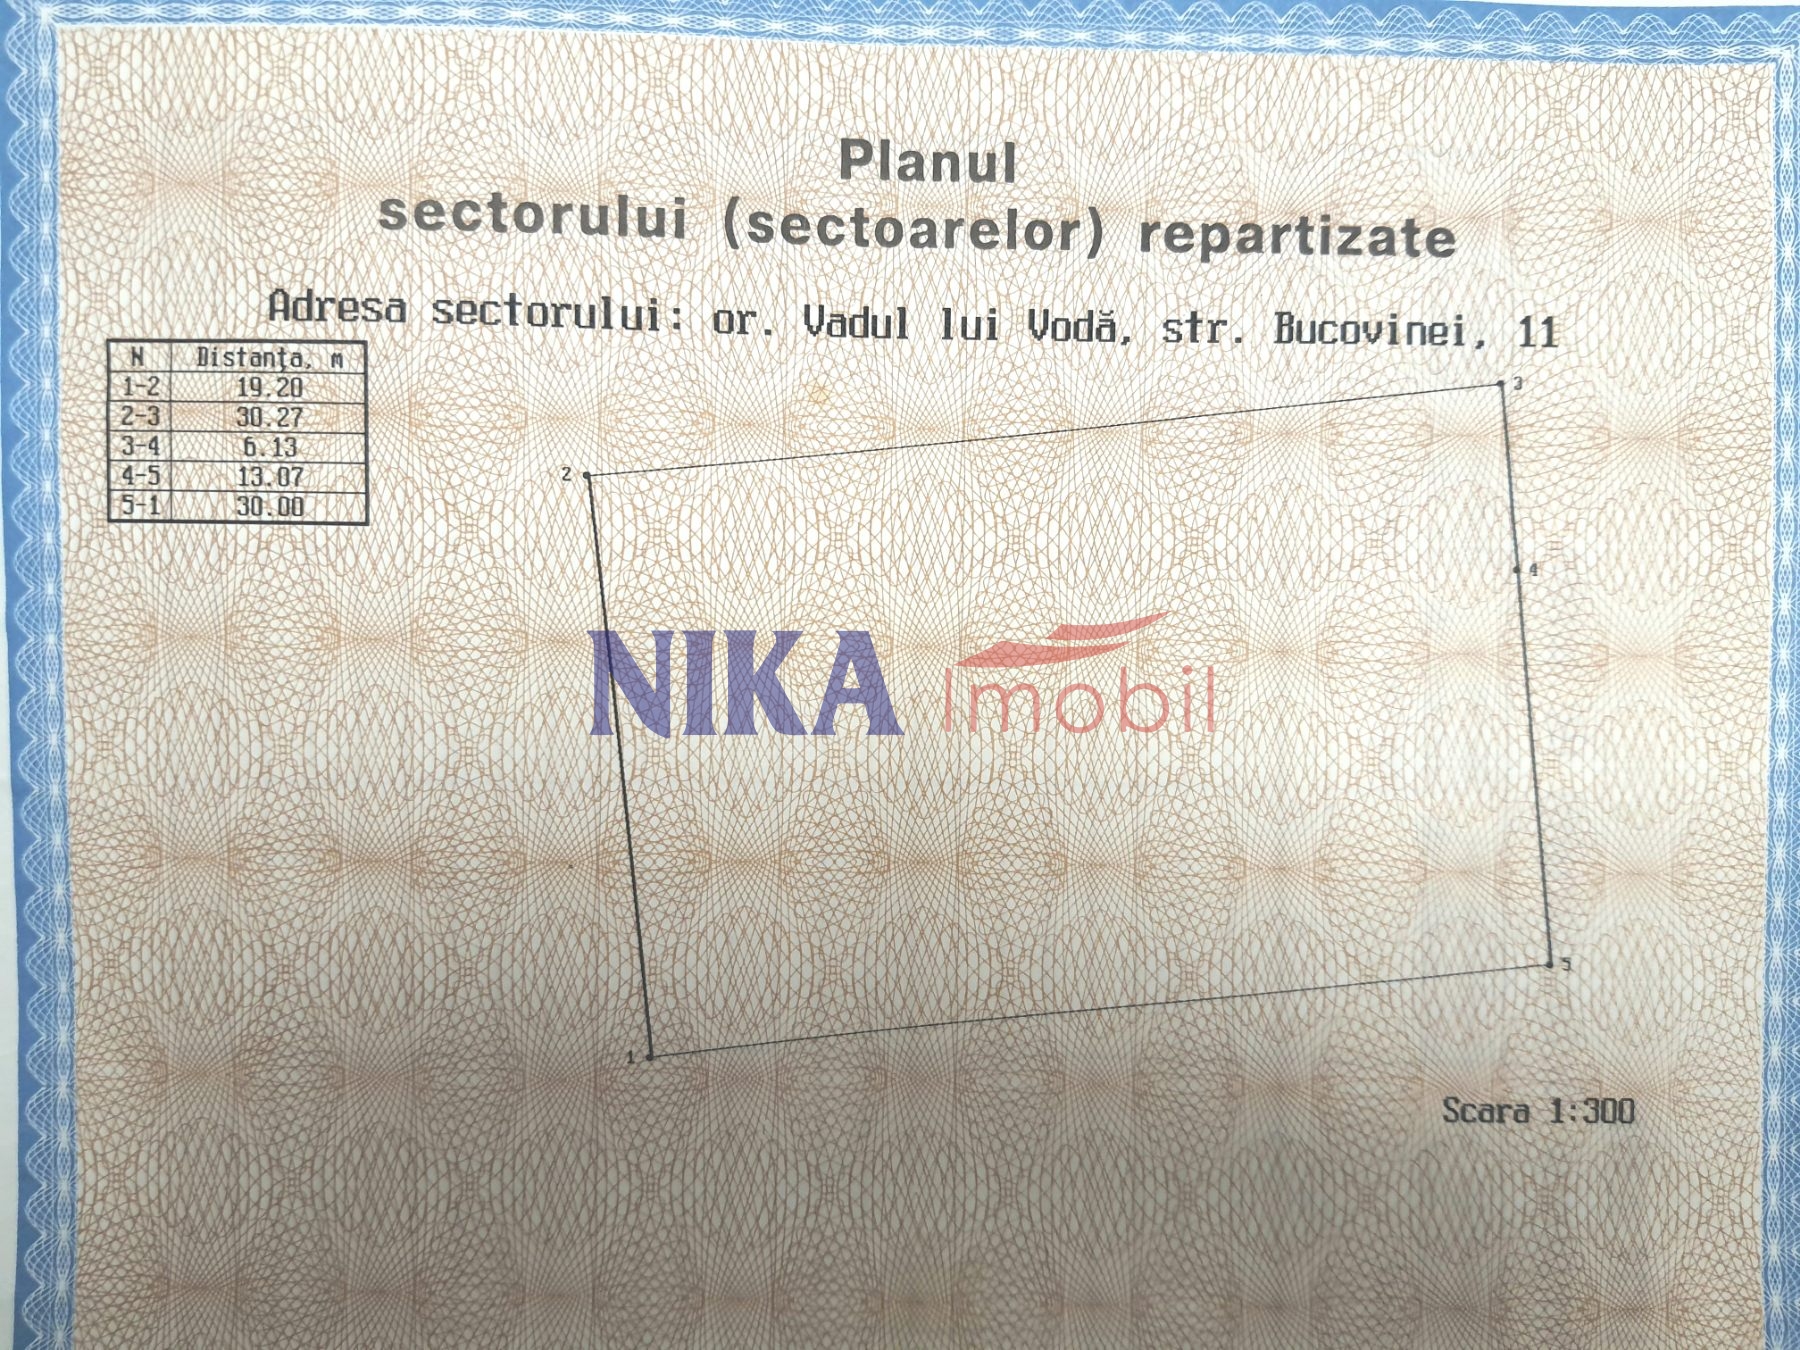 Planul
sectorului (sectoarelor) repartizate
Adresa sectorului: or. Vadul lui Vodă, str. Bucovinei, 11
N Distanţa, m
1-2 19.20
2-3 30.27
3-4 6.13
4-5 13.07
5-1 30.00
3
2
4
NIKA Imobil
5
1
Scara 1:300